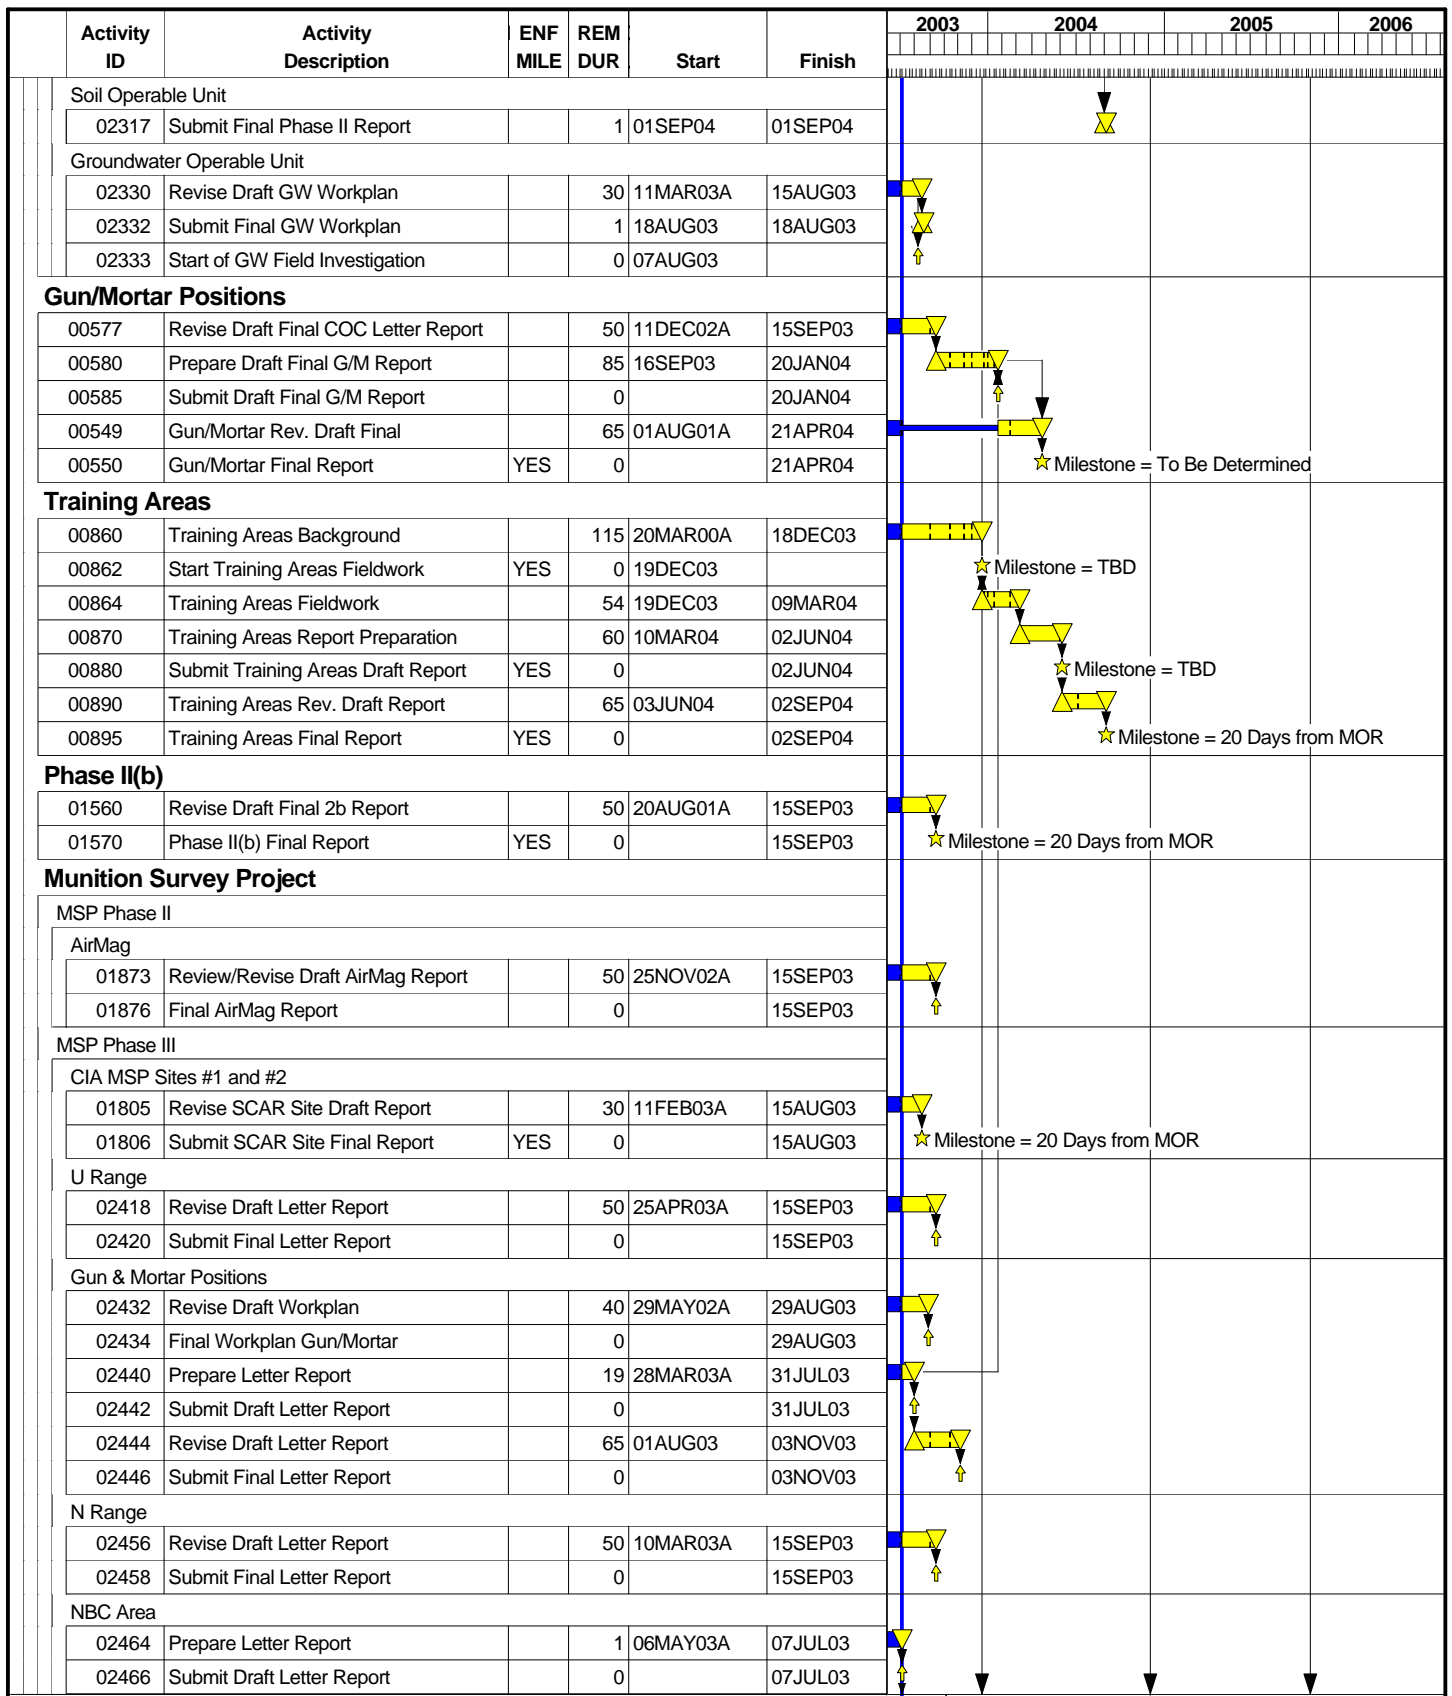 Activity ID Activity Description ENF MILE REM DUR Start Finish 2003 2004 2005 2006
Soil Operable Unit
02317 Submit Final Phase II Report 1 01SEP04 01SEP04
Groundwater Operable Unit
02330 Revise Draft GW Workplan 30 11MAR03A 15AUG03
02332 Submit Final GW Workplan 1 18AUG03 18AUG03
02333 Start of GW Field Investigation 0 07AUG03
Gun/Mortar Positions
00577 Revise Draft Final COC Letter Report 50 11DEC02A 15SEP03
00580 Prepare Draft Final G/M Report 85 16SEP03 20JAN04
00585 Submit Draft Final G/M Report 0 20JAN04
00549 Gun/Mortar Rev. Draft Final 65 01AUG01A 21APR04
00550 Gun/Mortar Final Report YES 0 21APR04 Milestone = To Be Determined
Training Areas
00860 Training Areas Background 115 20MAR00A 18DEC03
00862 Start Training Areas Fieldwork YES 0 19DEC03 Milestone = TBD
00864 Training Areas Fieldwork 54 19DEC03 09MAR04
00870 Training Areas Report Preparation 60 10MAR04 02JUN04
00880 Submit Training Areas Draft Report YES 0 02JUN04 Milestone = TBD
00890 Training Areas Rev. Draft Report 65 03JUN04 02SEP04
00895 Training Areas Final Report YES 0 02SEP04 Milestone = 20 Days from MOR
Phase II(b)
01560 Revise Draft Final 2b Report 50 20AUG01A 15SEP03
01570 Phase II(b) Final Report YES 0 15SEP03 Milestone = 20 Days from MOR
Munition Survey Project
MSP Phase II
AirMag
01873 Review/Revise Draft AirMag Report 50 25NOV02A 15SEP03
01876 Final AirMag Report 0 15SEP03
MSP Phase III
CIA MSP Sites #1 and #2
01805 Revise SCAR Site Draft Report 30 11FEB03A 15AUG03
01806 Submit SCAR Site Final Report YES 0 15AUG03 Milestone = 20 Days from MOR
U Range
02418 Revise Draft Letter Report 50 25APR03A 15SEP03
02420 Submit Final Letter Report 0 15SEP03
Gun & Mortar Positions
02432 Revise Draft Workplan 40 29MAY02A 29AUG03
02434 Final Workplan Gun/Mortar 0 29AUG03
02440 Prepare Letter Report 19 28MAR03A 31JUL03
02442 Submit Draft Letter Report 0 31JUL03
02444 Revise Draft Letter Report 65 01AUG03 03NOV03
02446 Submit Final Letter Report 0 03NOV03
N Range
02456 Revise Draft Letter Report 50 10MAR03A 15SEP03
02458 Submit Final Letter Report 0 15SEP03
NBC Area
02464 Prepare Letter Report 1 06MAY03A 07JUL03
02466 Submit Draft Letter Report 0 07JUL03